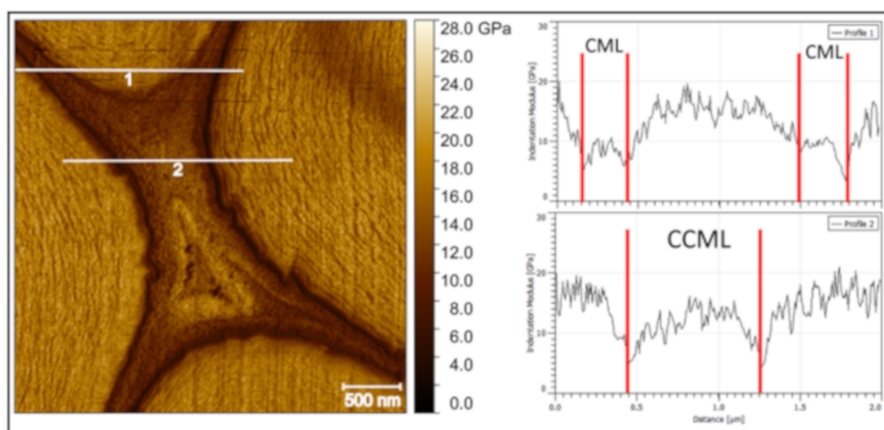 1
2
500 nm
28.0 GPa
26.0
24.0
22.0
20.0
18.0
16.0
14.0
12.0
10.0
8.0
6.0
4.0
0.0
CML
CML
Profile 1
Indentation Modulus [GPa]
30
20
10
0
CCML
Profile 2
Indentation Modulus [GPa]
30
20
10
0
0.0 0.5 1.0 1.5 2.0
Distance [µm]